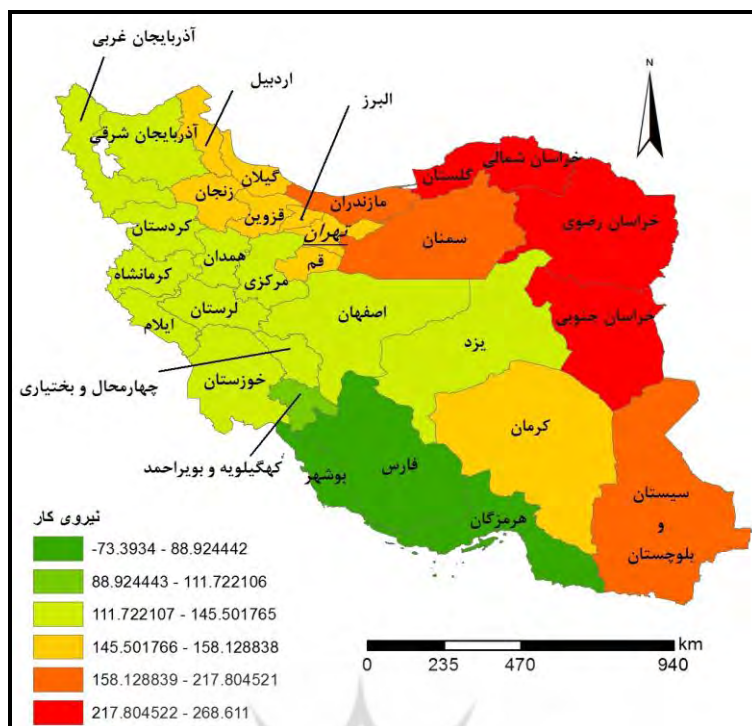 آذربایجان غربی
اردبیل
البرز
N
آذربایجان شرقی
گیلان
زنجان
قزوین
مازندران
گلستان
خراسان شمالی
خراسان رضوی
سمنان
تهران
قم
کردستان
همدان
مرکزی
کرمانشاه
لرستان
ایلام
اصفهان
یزد
خراسان جنوبی
خوزستان
چهارمحال و بختیاری
کرمان
کهگیلویه و بویراحمد
بوشهر
فارس
هرمزگان
سیستان
و
بلوچستان
نیروی کار
-73.3934 - 88.924442
88.924443 - 111.722106
111.722107 - 145.501765
145.501766 - 158.128838
158.128839 - 217.804521
217.804522 - 268.611
km
0 235 470 940